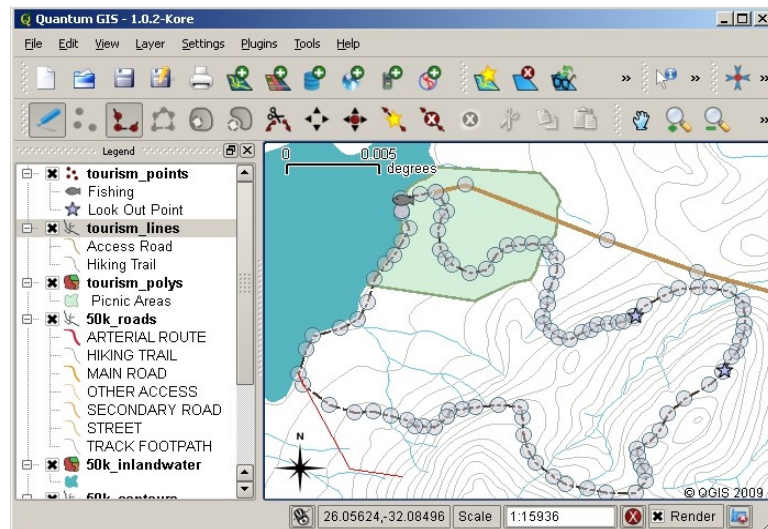 Quantum GIS - 1.0.2-Kore
File Edit View Layer Settings Plugins Tools Help
» » »
»
Legend
tourism_points
Fishing
Look Out Point
tourism_lines
Access Road
Hiking Trail
tourism_polys
Picnic Areas
50k_roads
ARTERIAL ROUTE
HIKING TRAIL
MAIN ROAD
OTHER ACCESS
SECONDARY ROAD
STREET
TRACK FOOTPATH
50k_inlandwater
50k_contours
0 0.005
degrees
N
© QGIS 2009
26.05624,-32.08496 Scale 1:15936 Render